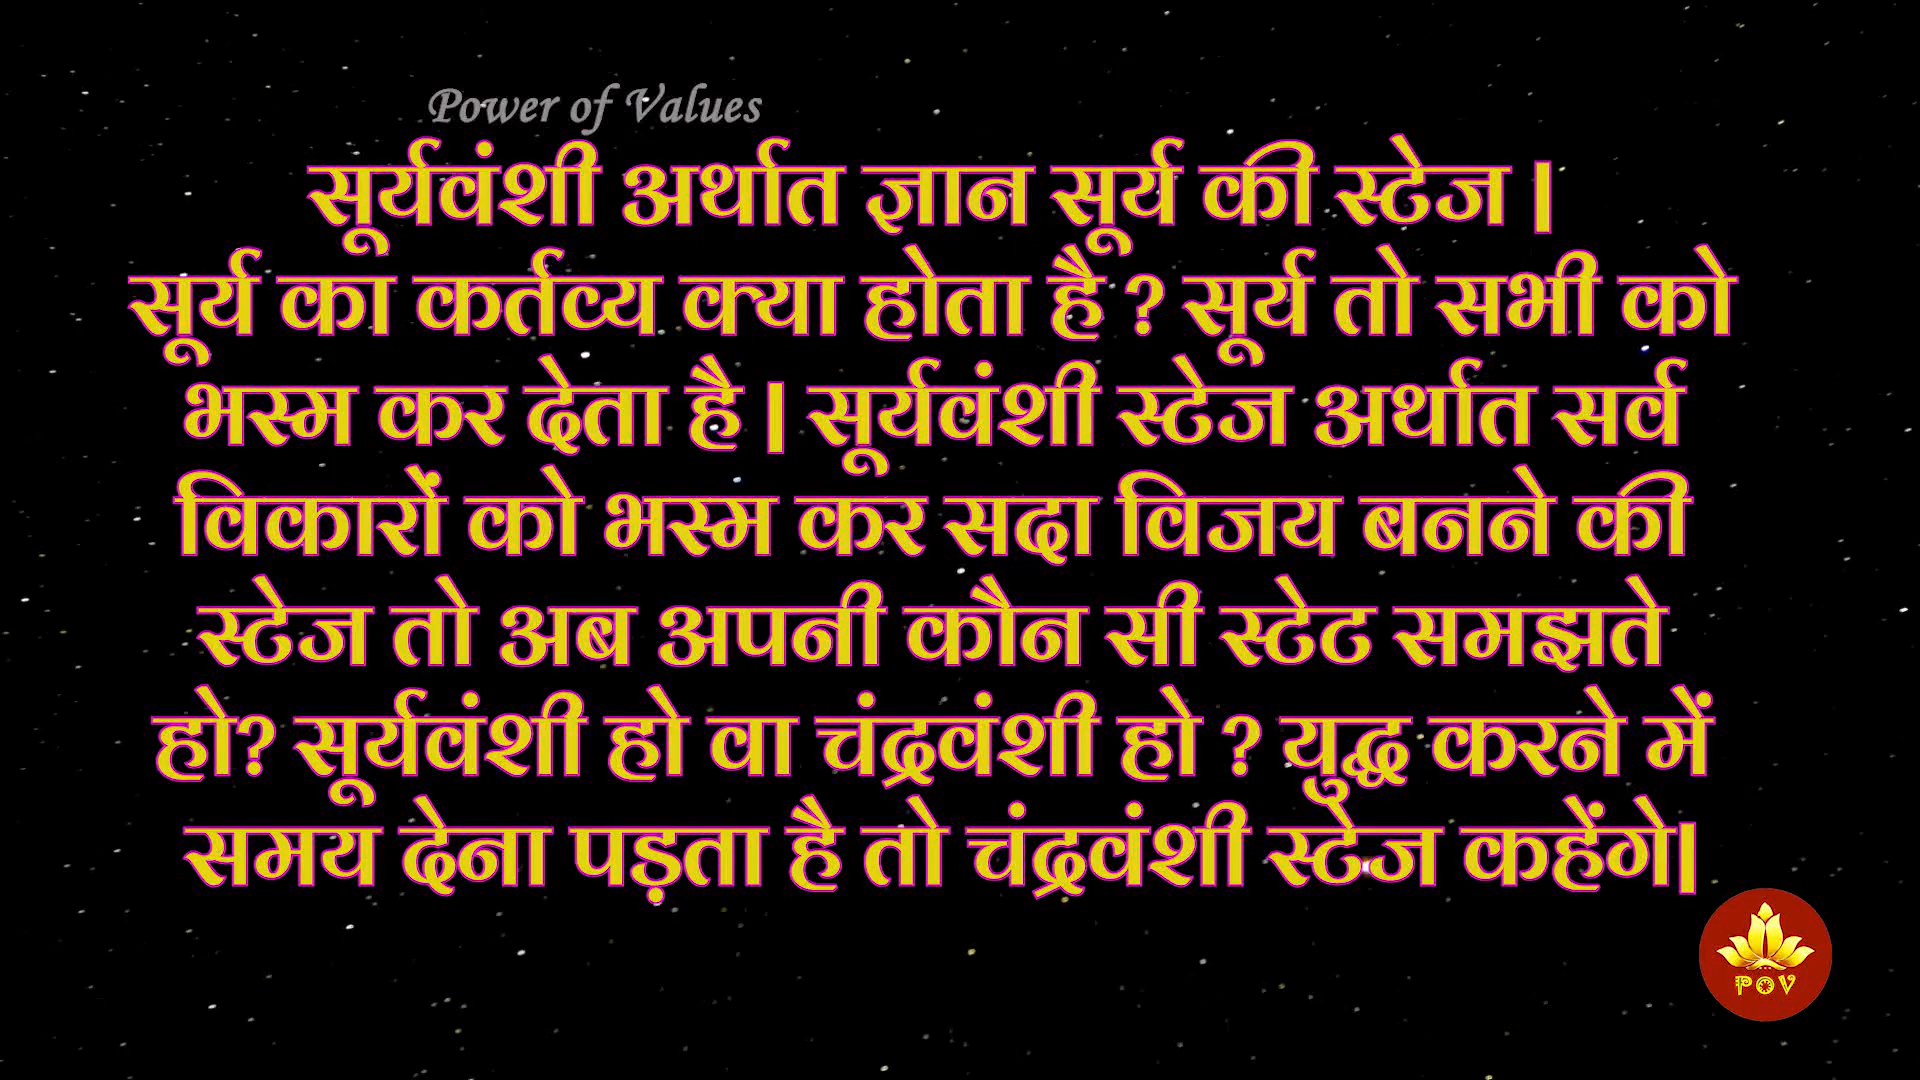 Power of Values
सूर्यवंशी अर्थात ज्ञान सूर्य की स्टेज |
सूर्य का कर्तव्य क्या होता है ? सूर्य तो सभी को
भस्म कर देता है | सूर्यवंशी स्टेज अर्थात सर्व
विकारों को भस्म कर सदा विजय बनने की
स्टेज तो अब अपनी कौन सी स्टेट समझते
हो? सूर्यवंशी हो वा चंद्रवंशी हो ? युद्ध करने में
समय देना पड़ता है तो चंद्रवंशी स्टेज कहेंगे|
POV